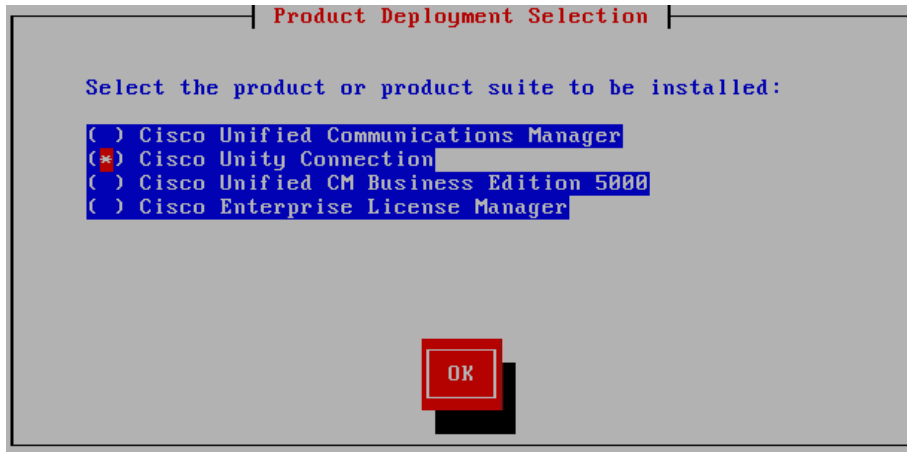 Product Deployment Selection
Select the product or product suite to be installed:
( ) Cisco Unified Communications Manager
(*) Cisco Unity Connection
( ) Cisco Unified CM Business Edition 5000
( ) Cisco Enterprise License Manager
OK